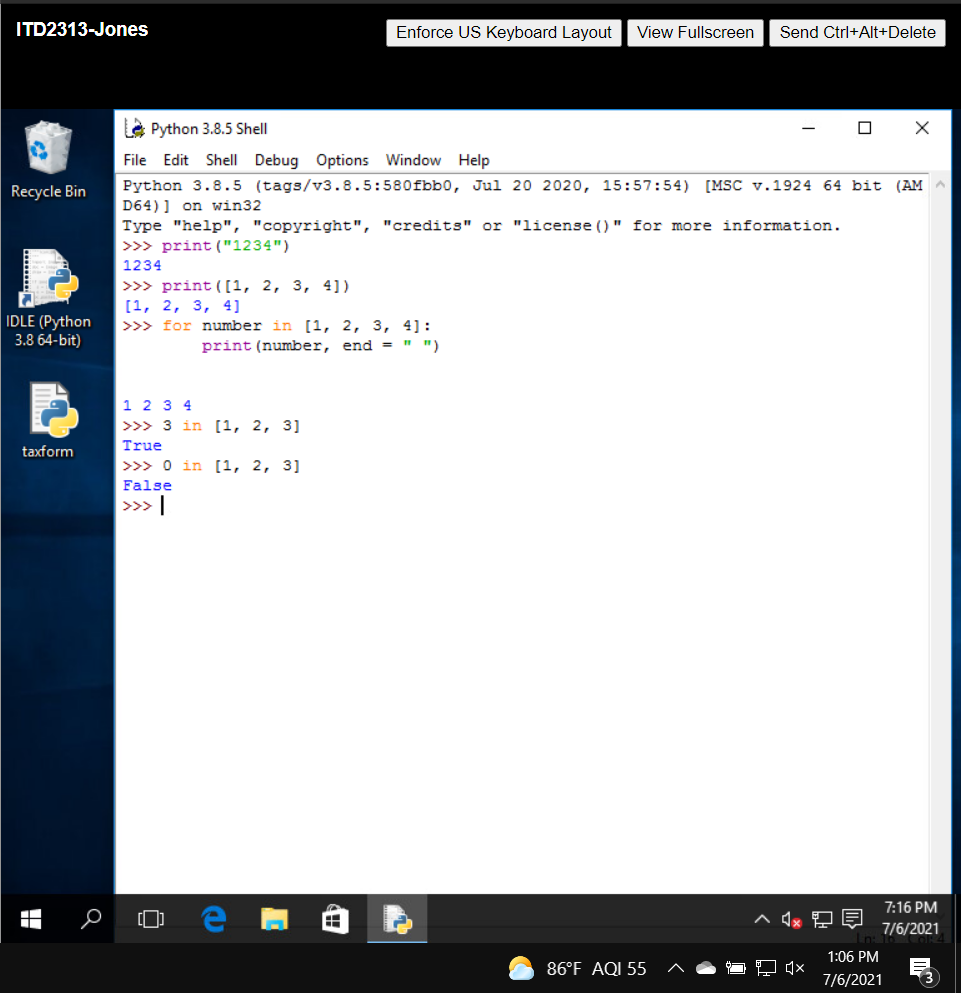 ITD2313-Jones
Enforce US Keyboard Layout
View Fullscreen
Send Ctrl+Alt+Delete
Recycle Bin
IDLE (Python
3.8 64-bit)
taxform
Python 3.8.5 Shell
File Edit Shell Debug Options Window Help
Python 3.8.5 (tags/v3.8.5:580fbb0, Jul 20 2020, 15:57:54) [MSC v.1924 64 bit (AM
D64)] on win32
Type "help", "copyright", "credits" or "license()" for more information.
>>> print("1234")
1234
>>> print([1, 2, 3, 4])
[1, 2, 3, 4]
>>> for number in [1, 2, 3, 4]:
        print(number, end = " ")
1 2 3 4
>>> 3 in [1, 2, 3]
True
>>> 0 in [1, 2, 3]
False
>>>
7:16 PM
7/6/2021
86°F AQI 55
1:06 PM
7/6/2021
3